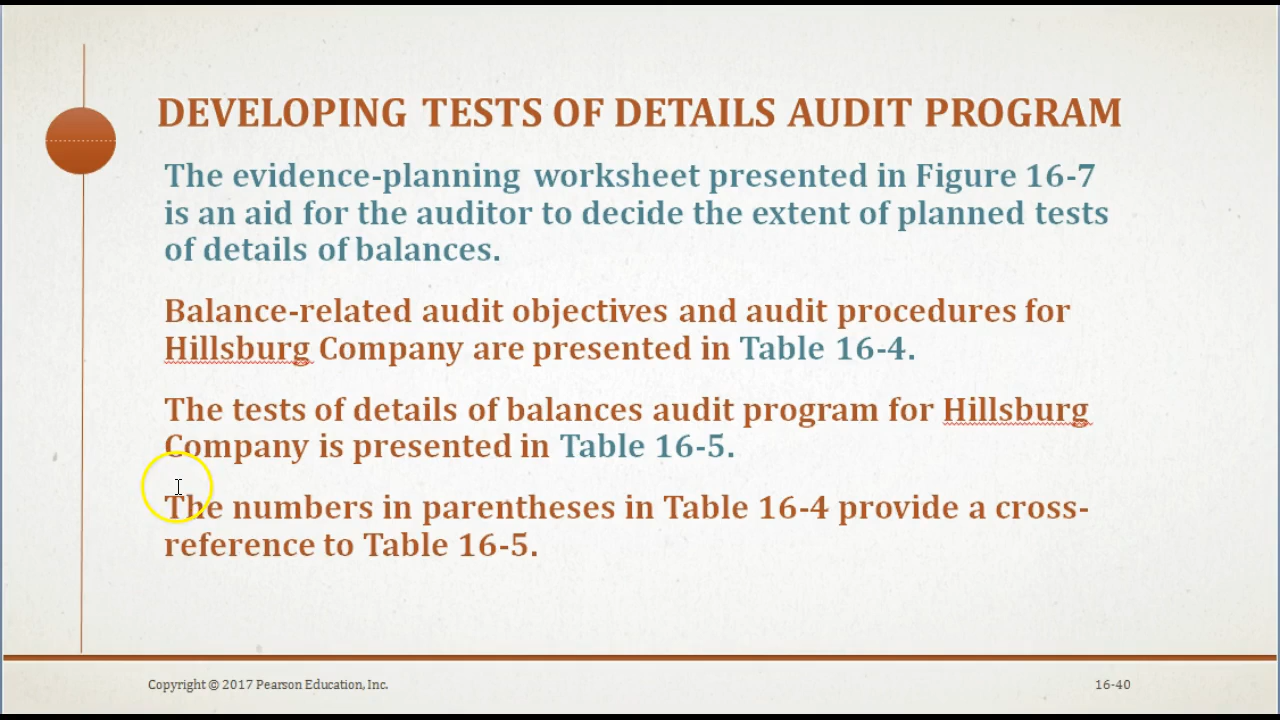 DEVELOPING TESTS OF DETAILS AUDIT PROGRAM
The evidence-planning worksheet presented in Figure 16-7
is an aid for the auditor to decide the extent of planned tests
of details of balances.
Balance-related audit objectives and audit procedures for
Hillsburg Company are presented in Table 16-4.
The tests of details of balances audit program for Hillsburg
Company is presented in Table 16-5.
The numbers in parentheses in Table 16-4 provide a cross-
reference to Table 16-5.
Copyright © 2017 Pearson Education, Inc.
16-40